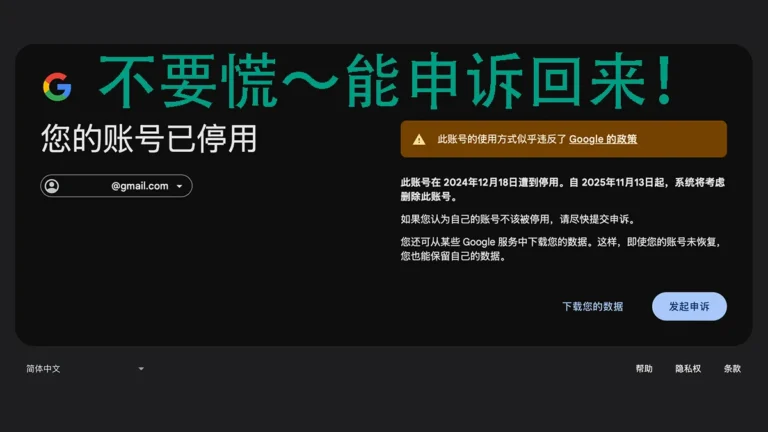 不要慌～能申诉回来！
您的账号已停用
@gmail.com
此账号的使用方式似乎违反了 Google 的政策
此账号在 2024年12月18日遭到停用。自 2025年11月13日起，系统将考虑
删除此账号。
如果您认为自己的账号不该被停用，请尽快提交申诉。
您还可从某些 Google 服务中下载您的数据。这样，即使您的账号未恢复，
您也能保留自己的数据。
下载您的数据
发起申诉
简体中文
帮助
隐私权
条款